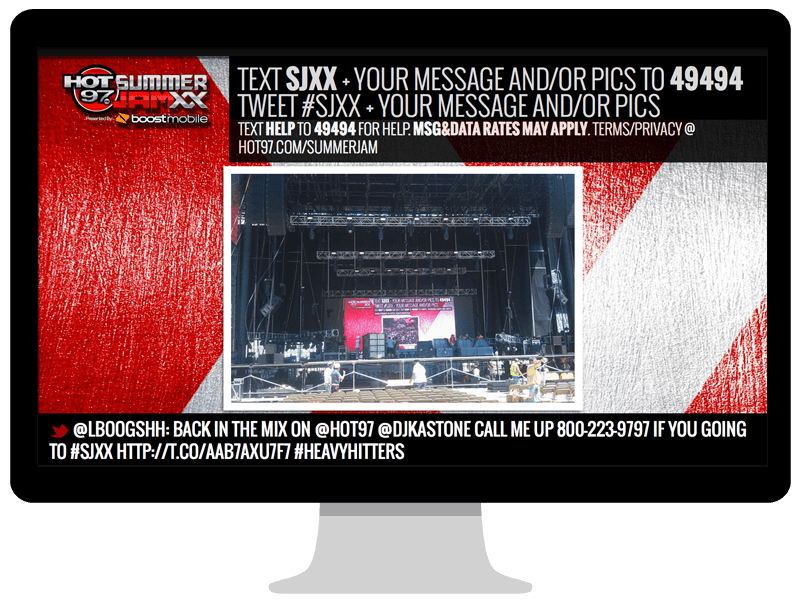 HOT 97 SUMMER JAM XX
Presented By: boostmobile
TEXT SJXX + YOUR MESSAGE AND/OR PICS TO 49494
TWEET #SJXX + YOUR MESSAGE AND/OR PICS
TEXT HELP TO 49494 FOR HELP. MSG&DATA RATES MAY APPLY. TERMS/PRIVACY @
HOT97.COM/SUMMERJAM
@LBOOGSHH: BACK IN THE MIX ON @HOT97 @DJKASTONE CALL ME UP 800-223-9797 IF YOU GOING
TO #SJXX HTTP://T.CO/AAB7AXU7F7 #HEAVYHITTERS